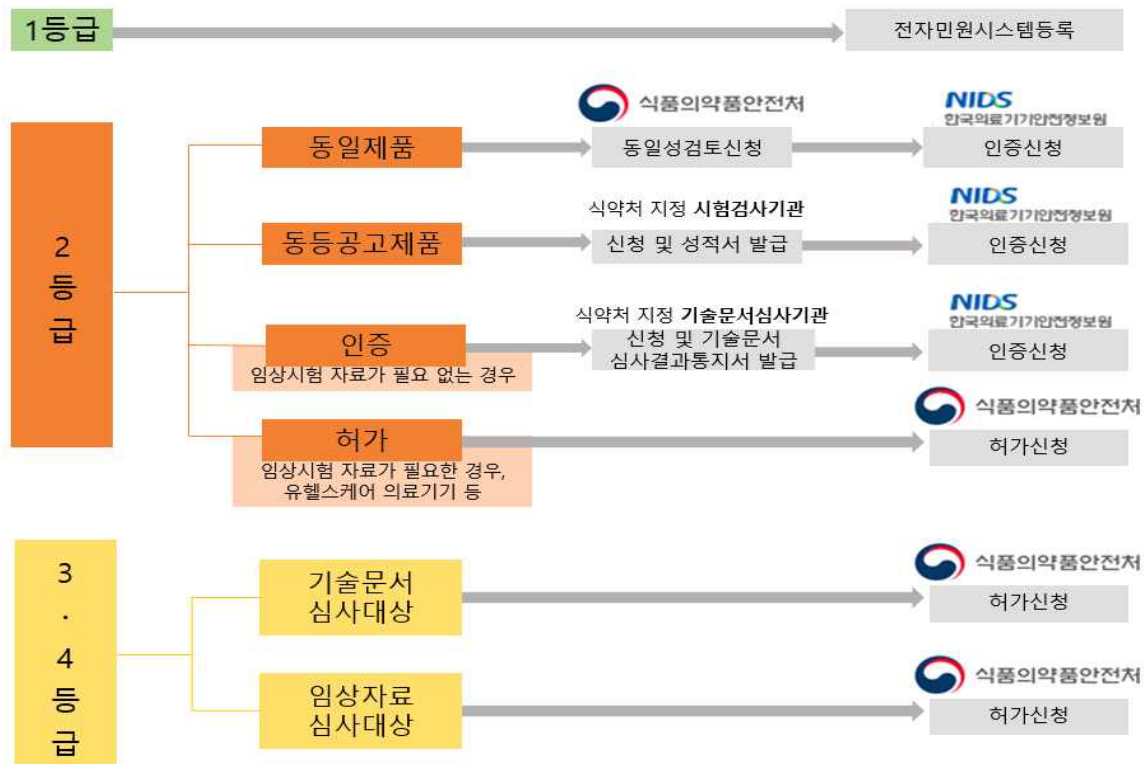 1등급
전자민원시스템등록
2등급
동일제품
식품의약품안전처
동일성검토신청
NIDS
한국의료기기안전정보원
인증신청
동등공고제품
식약처 지정 시험검사기관
신청 및 성적서 발급
NIDS
한국의료기기안전정보원
인증신청
인증
임상시험 자료가 필요 없는 경우
식약처 지정 기술문서심사기관
신청 및 기술문서
심사결과통지서 발급
NIDS
한국의료기기안전정보원
인증신청
허가
임상시험 자료가 필요한 경우,
유헬스케어 의료기기 등
식품의약품안전처
허가신청
3·4등급
기술문서
심사대상
식품의약품안전처
허가신청
임상자료
심사대상
식품의약품안전처
허가신청